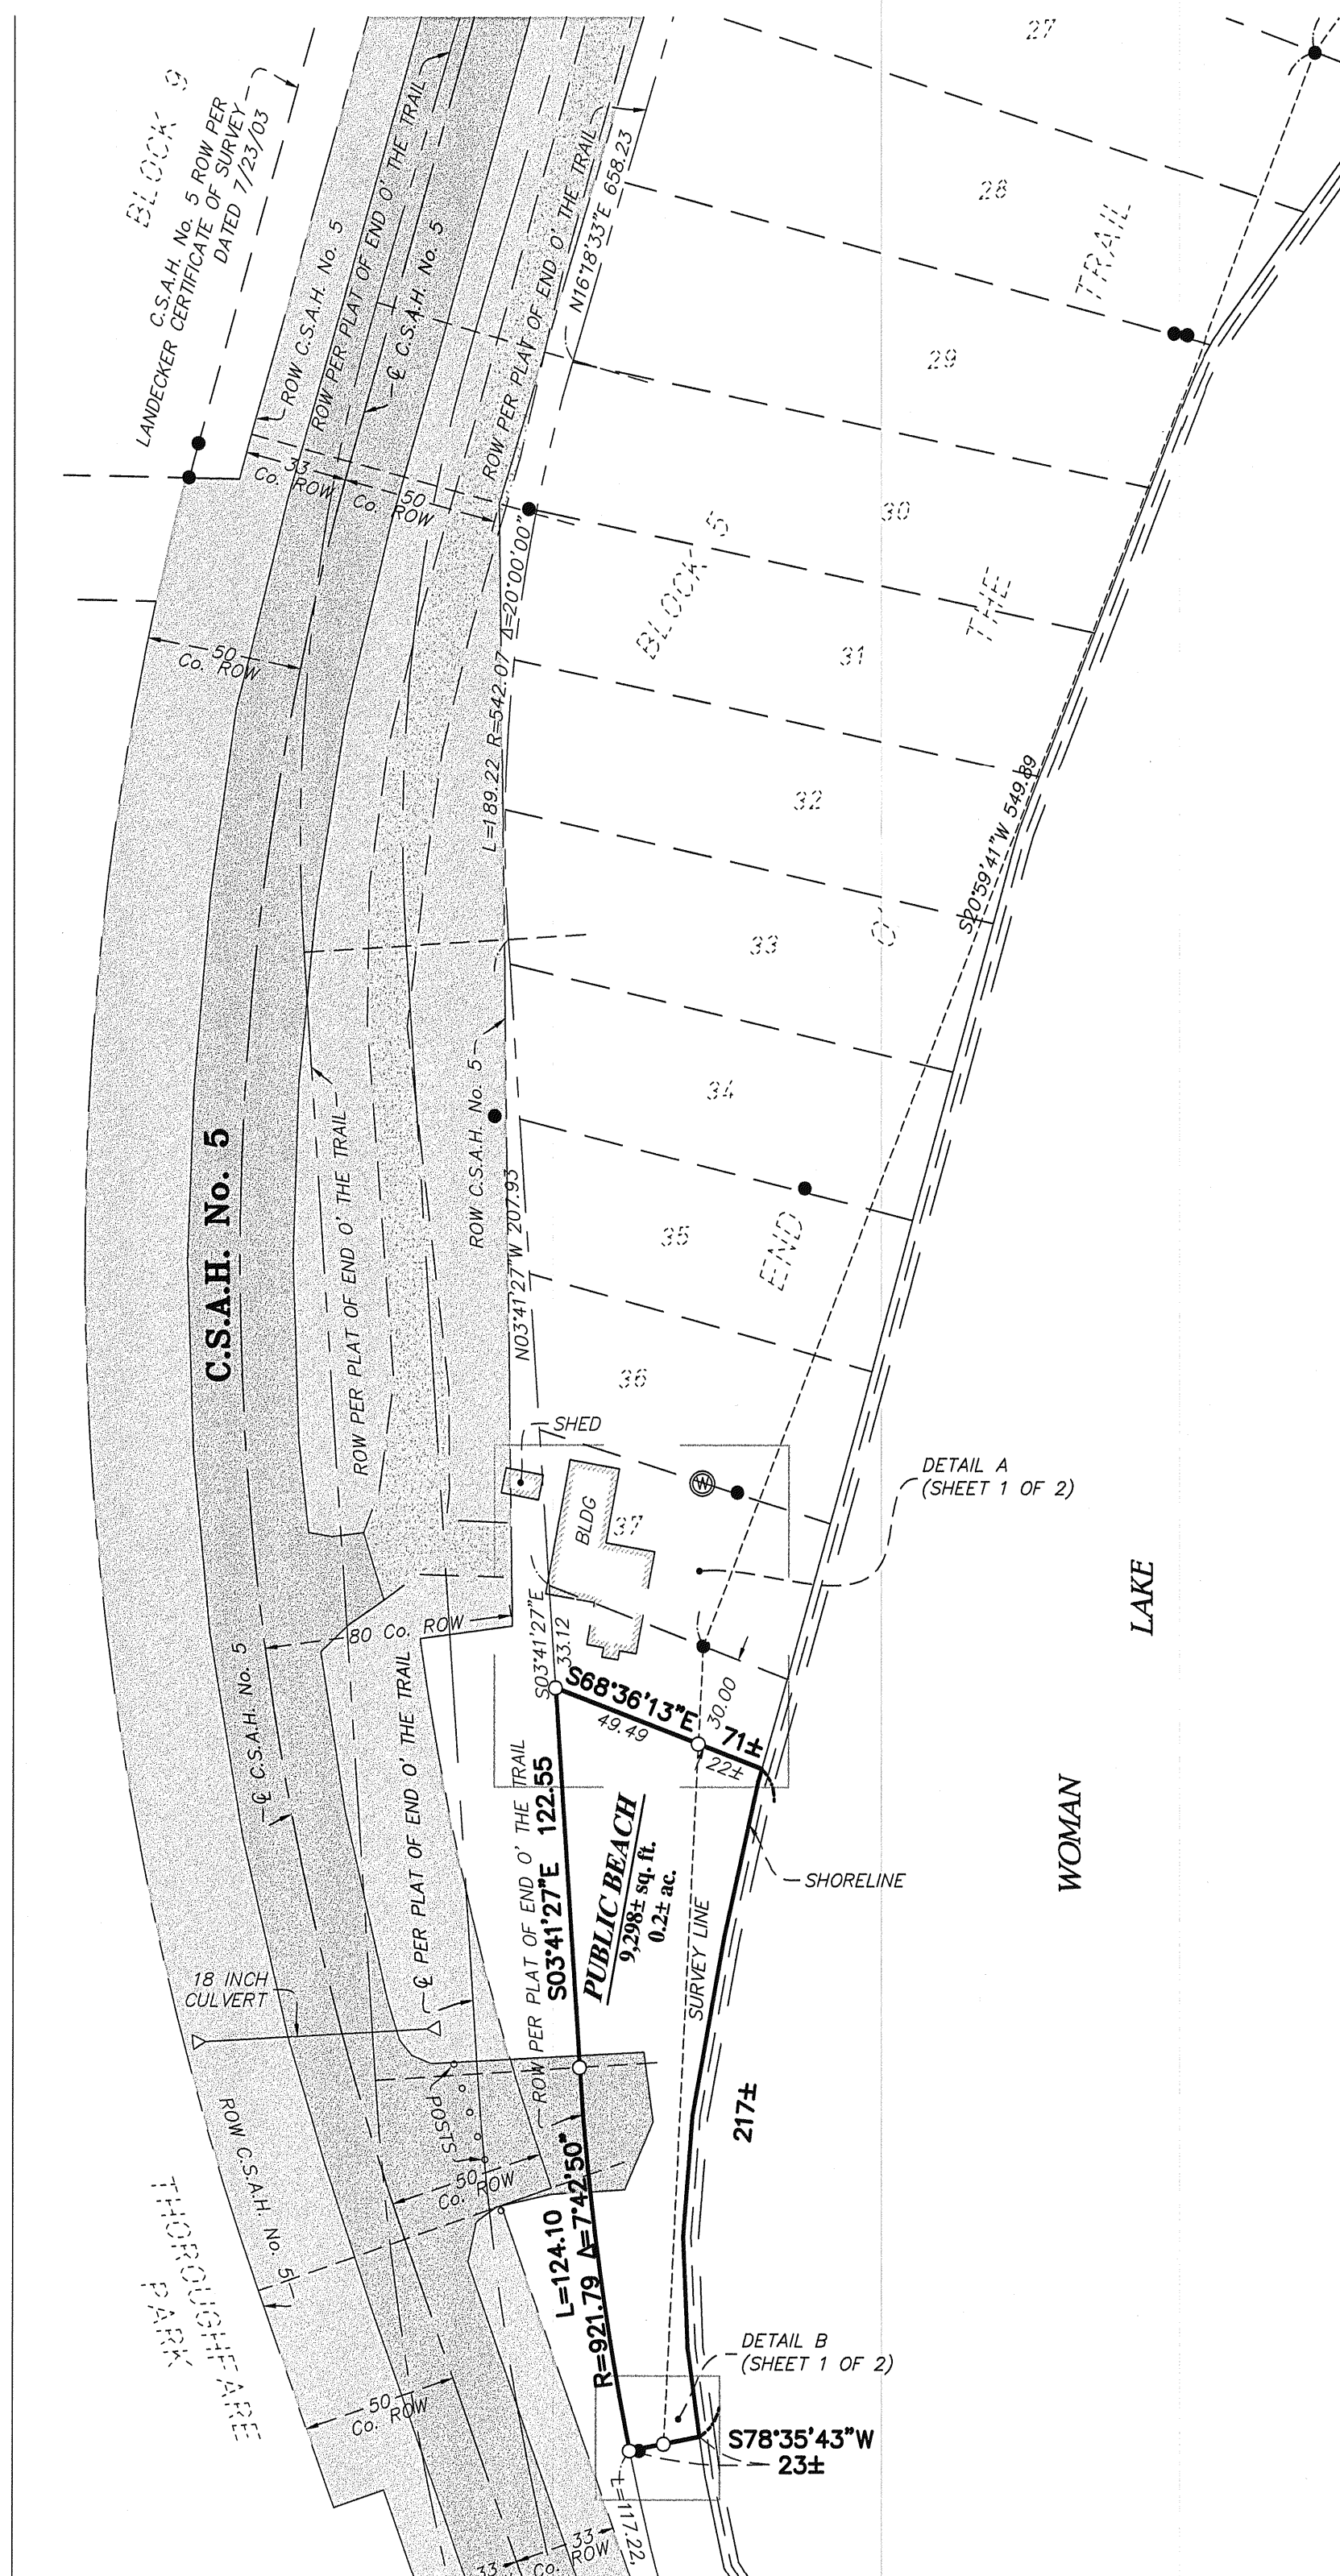 27
BLOCK 9
C.S.A.H. No. 5 ROW PER
LANDECKER CERTIFICATE OF SURVEY
DATED 7/23/03
ROW C.S.A.H. No. 5
ROW PER PLAT OF END O' THE TRAIL
℄ C.S.A.H. No. 5
ROW PER PLAT OF END O' THE TRAIL
N16°18'33"E 658.23
28
TRAIL
29
33
Co. ROW
50
Co. ROW
30
BLOCK 5
THE
L=189.22 R=542.07 Δ=20°00'00"
50
Co. ROW
31
32
S20°59'41"W 549.89
33
O'
34
ROW C.S.A.H. No. 5
C.S.A.H. No. 5
ROW PER PLAT OF END O' THE TRAIL
N03°41'27"W 207.93
35
END
36
SHED
DETAIL A
(SHEET 1 OF 2)
W
BLDG
37
LAKE
80 Co. ROW
S03°41'27"E
33.12
S68°36'13"E
49.49
30.00
71±
22±
℄ C.S.A.H. No. 5
℄ PER PLAT OF END O' THE TRAIL
ROW PER PLAT OF END O' THE TRAIL
S03°41'27"E 122.55
PUBLIC BEACH
9,298± sq. ft.
0.2± ac.
SURVEY LINE
SHORELINE
WOMAN
18 INCH
CULVERT
POSTS
217±
ROW C.S.A.H. No. 5
50
Co. ROW
THOROUGHFARE
PARK
L=124.10
R=921.79 Δ=7°42'50"
DETAIL B
(SHEET 1 OF 2)
50
Co. ROW
S78°35'43"W
23±
L=117.22,
33
33
Co. ROW